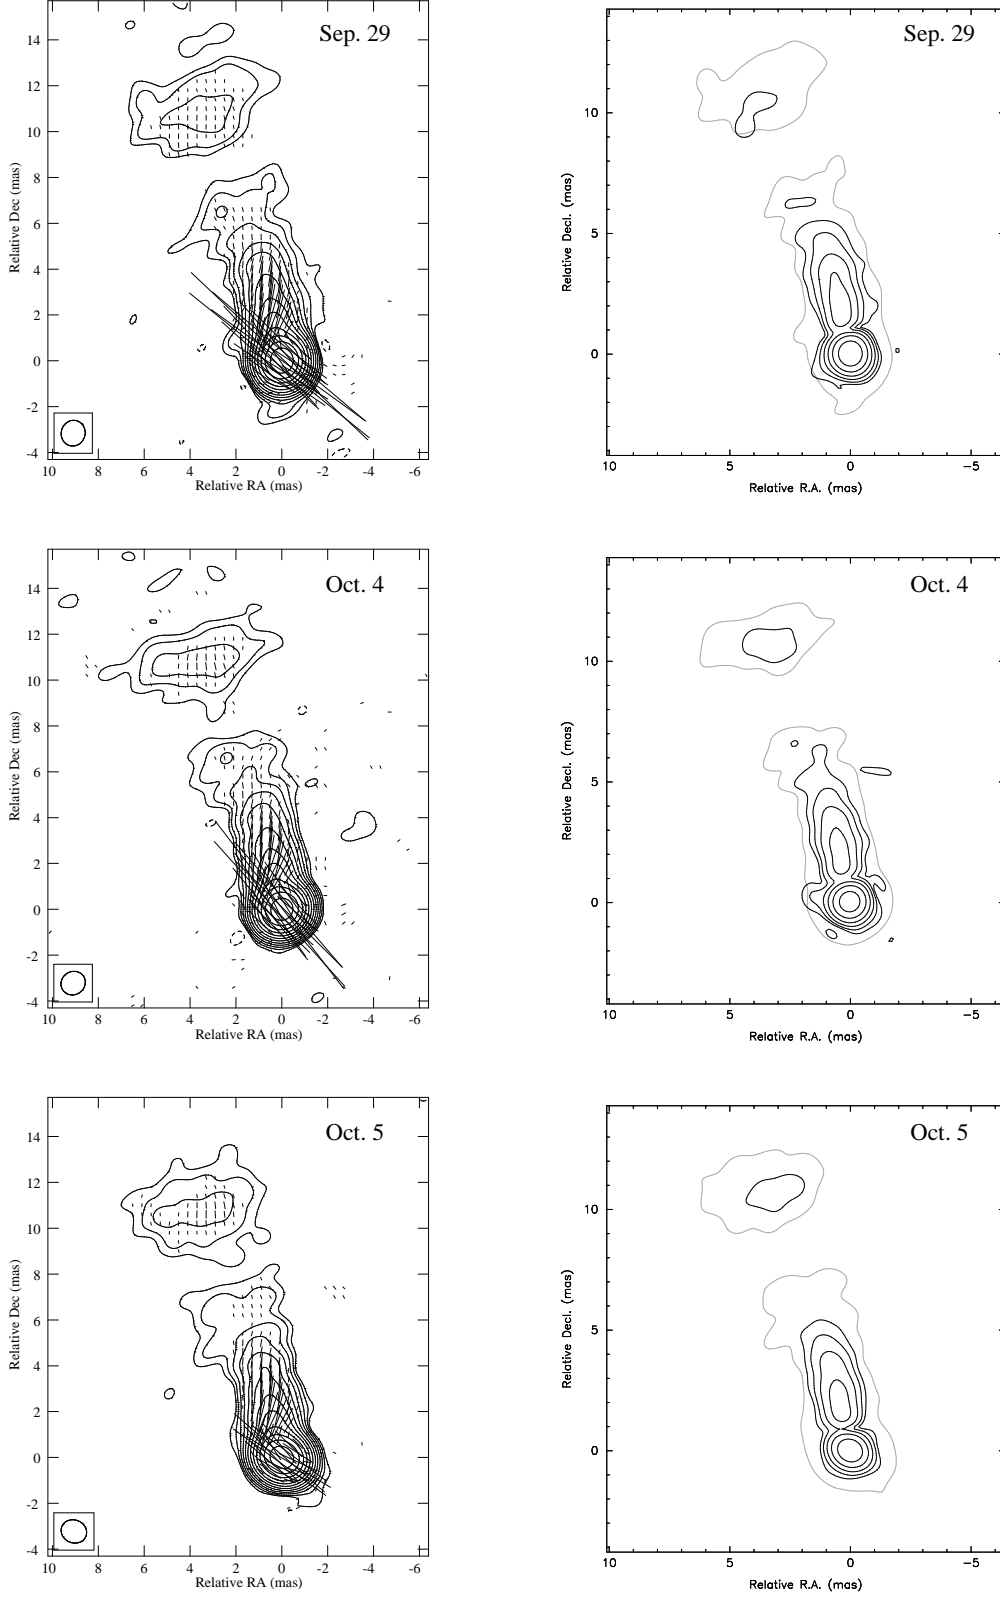 Sep. 29
14
12
10
8
6
4
2
0
-2
-4
Relative Dec (mas)
10 8 6 4 2 0 -2 -4 -6
Relative RA (mas)
Sep. 29
10
5
0
Relative Decl. (mas)
10 5 0 −5
Relative R.A. (mas)
Oct. 4
14
12
10
8
6
4
2
0
-2
-4
Relative Dec (mas)
10 8 6 4 2 0 -2 -4 -6
Relative RA (mas)
Oct. 4
10
5
0
Relative Decl. (mas)
10 5 0 −5
Relative R.A. (mas)
Oct. 5
14
12
10
8
6
4
2
0
-2
-4
Relative Dec (mas)
10 8 6 4 2 0 -2 -4 -6
Relative RA (mas)
Oct. 5
10
5
0
Relative Decl. (mas)
10 5 0 −5
Relative R.A. (mas)